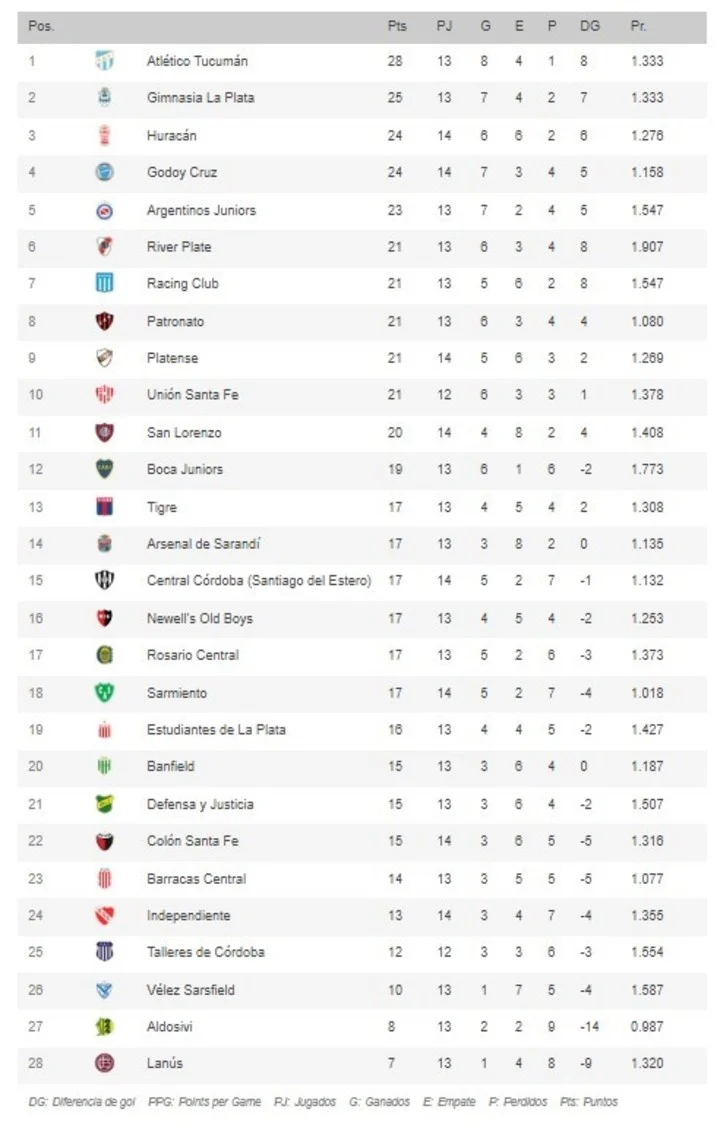 Pos. Pts PJ G E P DG Pr.
1 Atlético Tucumán 28 13 8 4 1 8 1.333
2 Gimnasia La Plata 25 13 7 4 2 7 1.333
3 Huracán 24 14 6 6 2 6 1.276
4 Godoy Cruz 24 14 7 3 4 5 1.158
5 Argentinos Juniors 23 13 7 2 4 5 1.547
6 River Plate 21 13 6 3 4 8 1.907
7 Racing Club 21 13 5 6 2 8 1.547
8 Patronato 21 13 6 3 4 4 1.080
9 Platense 21 14 5 6 3 2 1.269
10 Unión Santa Fe 21 12 6 3 3 1 1.378
11 San Lorenzo 20 14 4 8 2 4 1.408
12 Boca Juniors 19 13 6 1 6 -2 1.773
13 Tigre 17 13 4 5 4 2 1.308
14 Arsenal de Sarandí 17 13 3 8 2 0 1.135
15 Central Córdoba (Santiago del Estero) 17 14 5 2 7 -1 1.132
16 Newell's Old Boys 17 13 4 5 4 -2 1.253
17 Rosario Central 17 13 5 2 6 -3 1.373
18 Sarmiento 17 14 5 2 7 -4 1.018
19 Estudiantes de La Plata 16 13 4 4 5 -2 1.427
20 Banfield 15 13 3 6 4 0 1.187
21 Defensa y Justicia 15 13 3 6 4 -2 1.507
22 Colón Santa Fe 15 14 3 6 5 -5 1.316
23 Barracas Central 14 13 3 5 5 -5 1.077
24 Independiente 13 14 3 4 7 -4 1.355
25 Talleres de Córdoba 12 12 3 3 6 -3 1.554
26 Vélez Sarsfield 10 13 1 7 5 -4 1.587
27 Aldosivi 8 13 2 2 9 -14 0.987
28 Lanús 7 13 1 4 8 -9 1.320
DG: Diferencia de gol PPG: Points per Game PJ: Jugados G: Ganados E: Empate P: Perdidos Pts: Puntos